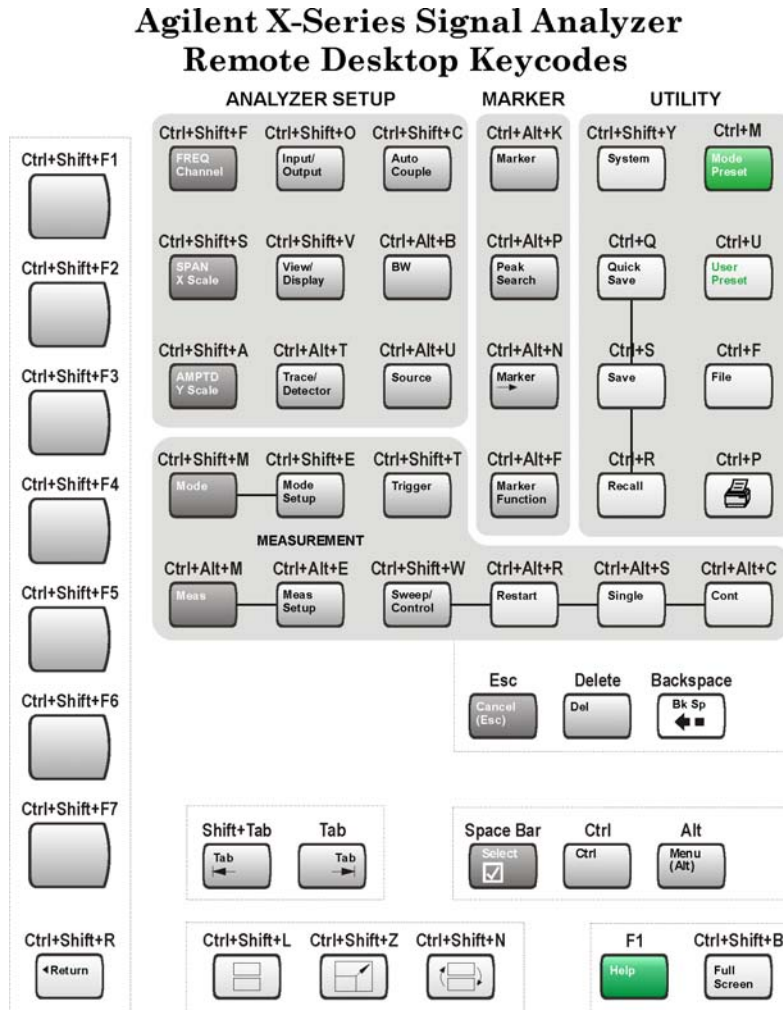 Agilent X-Series Signal Analyzer
Remote Desktop Keycodes
ANALYZER SETUP
MARKER
UTILITY
Ctrl+Shift+F1
Ctrl+Shift+F2
Ctrl+Shift+F3
Ctrl+Shift+F4
Ctrl+Shift+F5
Ctrl+Shift+F6
Ctrl+Shift+F7
Ctrl+Shift+R
Return
Ctrl+Shift+F Ctrl+Shift+O Ctrl+Shift+C Ctrl+Alt+K Ctrl+Shift+Y Ctrl+M
FREQ
Channel
Input/
Output
Auto
Couple
Marker
System
Mode
Preset
Ctrl+Shift+S Ctrl+Shift+V Ctrl+Alt+B Ctrl+Alt+P Ctrl+Q Ctrl+U
SPAN
X Scale
View/
Display
BW
Peak
Search
Quick
Save
User
Preset
Ctrl+Shift+A Ctrl+Alt+T Ctrl+Alt+U Ctrl+Alt+N Ctrl+S Ctrl+F
AMPTD
Y Scale
Trace/
Detector
Source
Marker
Save
File
Ctrl+Shift+M Ctrl+Shift+E Ctrl+Shift+T Ctrl+Alt+F Ctrl+R Ctrl+P
Mode
Mode
Setup
Trigger
Marker
Function
Recall
MEASUREMENT
Ctrl+Alt+M Ctrl+Alt+E Ctrl+Shift+W Ctrl+Alt+R Ctrl+Alt+S Ctrl+Alt+C
Meas
Meas
Setup
Sweep/
Control
Restart
Single
Cont
Esc Delete Backspace
Cancel
(Esc)
Del
Bk Sp
Shift+Tab Tab
Tab
Tab
Space Bar Ctrl Alt
Select
Ctrl
Menu
(Alt)
Ctrl+Shift+L Ctrl+Shift+Z Ctrl+Shift+N
F1 Ctrl+Shift+B
Help
Full
Screen